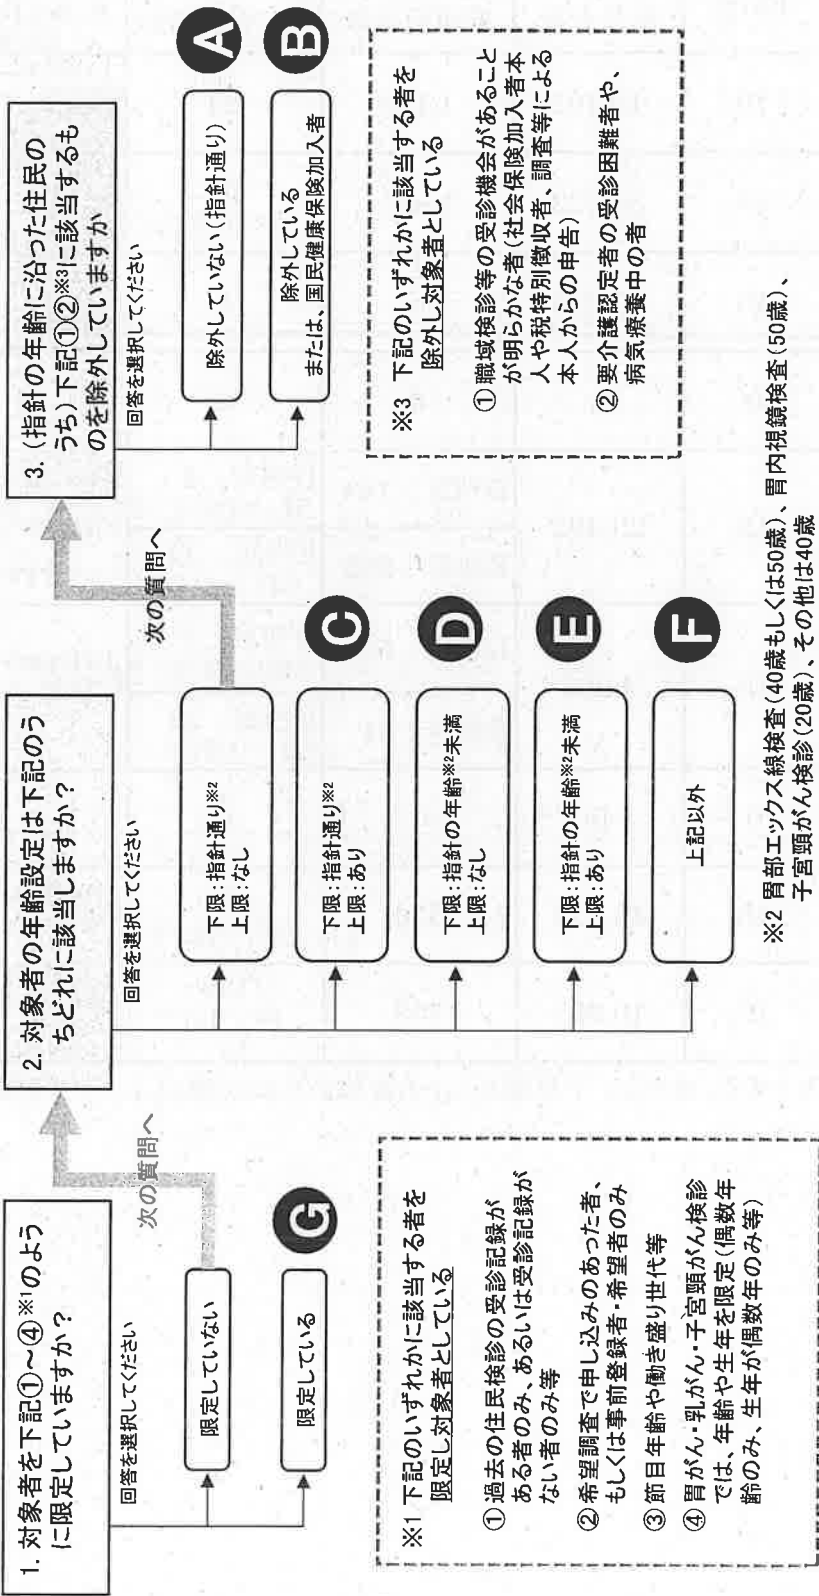 1. 対象者を下記①~④※1のよう
に限定していますか?
回答を選択してください
限定していない
次の質問へ
限定している
G
※1 下記のいずれかに該当する者を
限定し対象者としている
① 過去の住民検診の受診記録が
ある者のみ、あるいは受診記録が
ない者のみ等
② 希望調査で申し込みのあった者、
もしくは事前登録者・希望者のみ
③ 節目年齢や働き盛り世代等
④ 胃がん・乳がん・子宮頸がん検診
では、年齢や生年を限定(偶数年
齢のみ、生年が偶数年のみ等)
2. 対象者の年齢設定は下記のう
ちどれに該当しますか?
回答を選択してください
下限:指針通り※2
上限:なし
次の質問へ
下限:指針通り※2
上限:あり
C
下限:指針の年齢※2未満
上限:なし
D
下限:指針の年齢※2未満
上限:あり
E
上記以外
F
※2 胃部エックス線検査(40歳もしくは50歳)、胃内視鏡検査(50歳)、
子宮頸がん検診(20歳)、その他は40歳
3. (指針の年齢に沿った住民の
うち)下記①②※3に該当するも
のを除外していますか
回答を選択してください
除外していない(指針通り)
A
除外している
または、国民健康保険加入者
B
※3 下記のいずれかに該当する者を
除外し対象者としている
① 職域検診等の受診機会があること
が明らかな者(社会保険加入者本
人や税特別徴収者、調査等による
本人からの申告)
② 要介護認定者の受診困難者や、
病気療養中の者